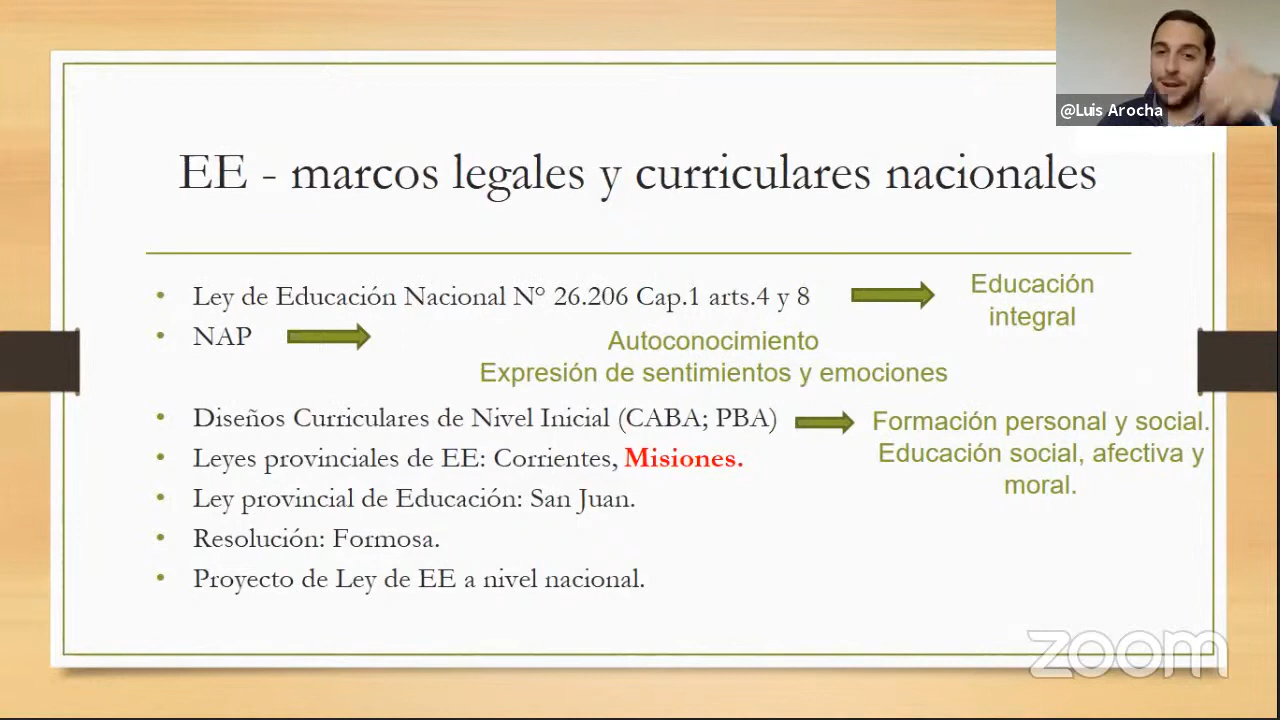 @Luis Arocha
EE - marcos legales y curriculares nacionales
• Ley de Educación Nacional N° 26.206 Cap.1 arts.4 y 8
Educación
integral
• NAP
Autoconocimiento
Expresión de sentimientos y emociones
• Diseños Curriculares de Nivel Inicial (CABA; PBA)
Formación personal y social.
Educación social, afectiva y
moral.
• Leyes provinciales de EE: Corrientes, Misiones.
• Ley provincial de Educación: San Juan.
• Resolución: Formosa.
• Proyecto de Ley de EE a nivel nacional.
zoom